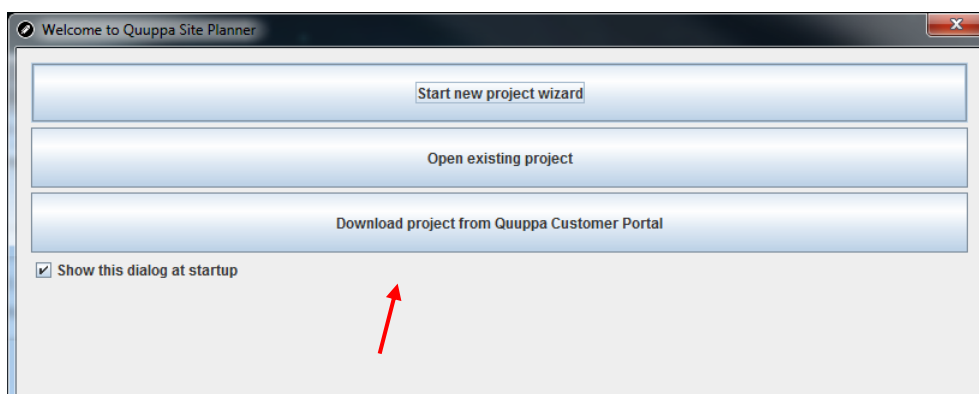 Welcome to Quuppa Site Planner
Start new project wizard
Open existing project
Download project from Quuppa Customer Portal
Show this dialog at startup